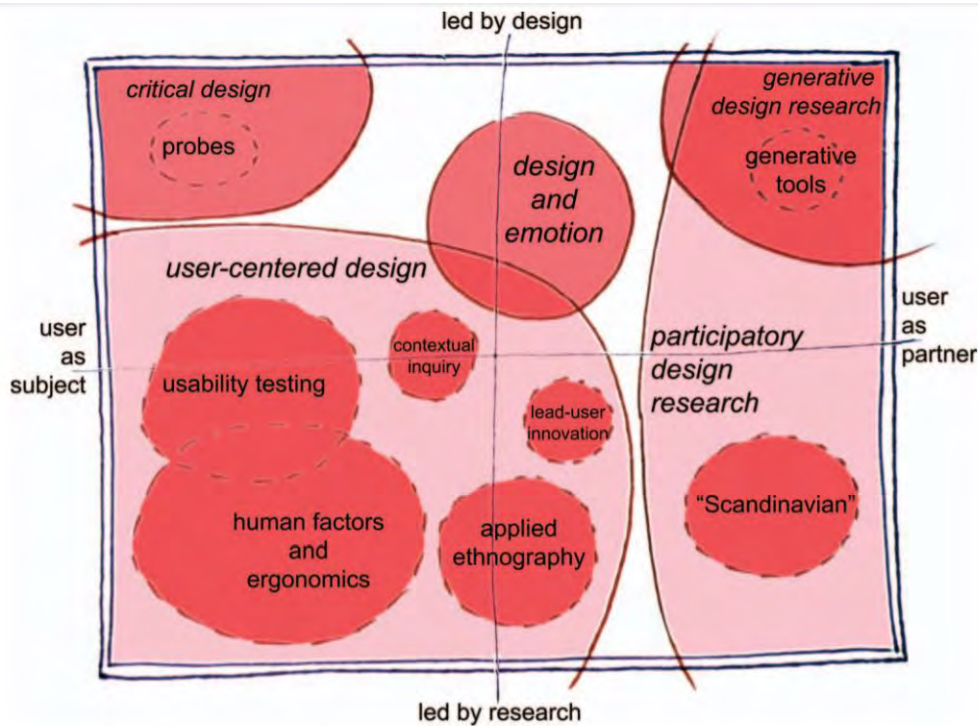 led by design
critical design
probes
generative
design research
generative
tools
design
and
emotion
user-centered design
user
as
subject
usability testing
contextual
inquiry
lead-user
innovation
participatory
design
research
user
as
partner
human factors
and
ergonomics
applied
ethnography
“Scandinavian”
led by research